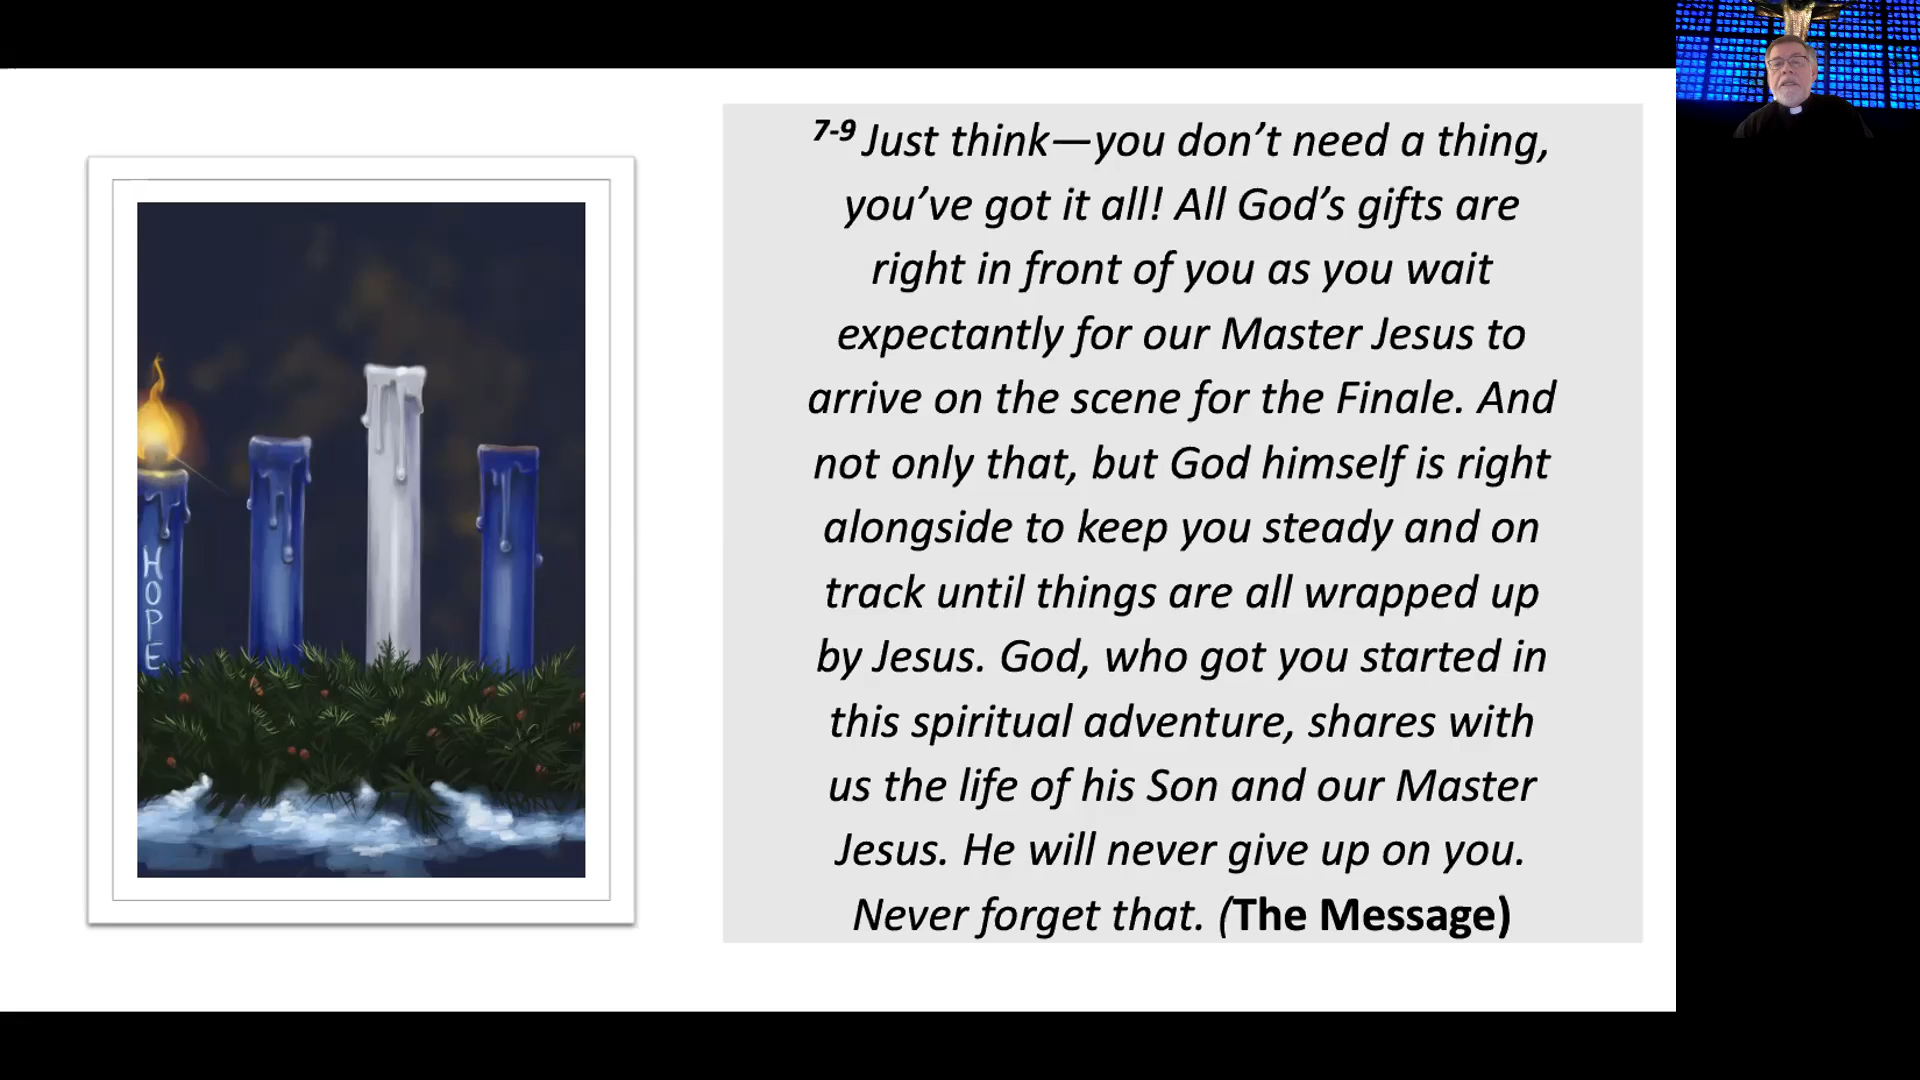 HOPE
7-9 Just think—you don’t need a thing,
you’ve got it all! All God’s gifts are
right in front of you as you wait
expectantly for our Master Jesus to
arrive on the scene for the Finale. And
not only that, but God himself is right
alongside to keep you steady and on
track until things are all wrapped up
by Jesus. God, who got you started in
this spiritual adventure, shares with
us the life of his Son and our Master
Jesus. He will never give up on you.
Never forget that. (The Message)